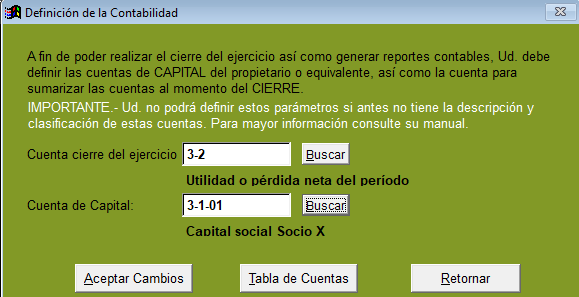 Definición de la Contabilidad
A fin de poder realizar el cierre del ejercicio así como generar reportes contables, Ud. debe
definir las cuentas de CAPITAL del propietario o equivalente, así como la cuenta para
sumarizar las cuentas al momento del CIERRE.
IMPORTANTE.- Ud. no podrá definir estos parámetros si antes no tiene la descripción y
clasificación de estas cuentas. Para mayor información consulte su manual.
Cuenta cierre del ejercicio 3-2 Buscar
Utilidad o pérdida neta del período
Cuenta de Capital: 3-1-01 Buscar
Capital social Socio X
Aceptar Cambios Tabla de Cuentas Retornar